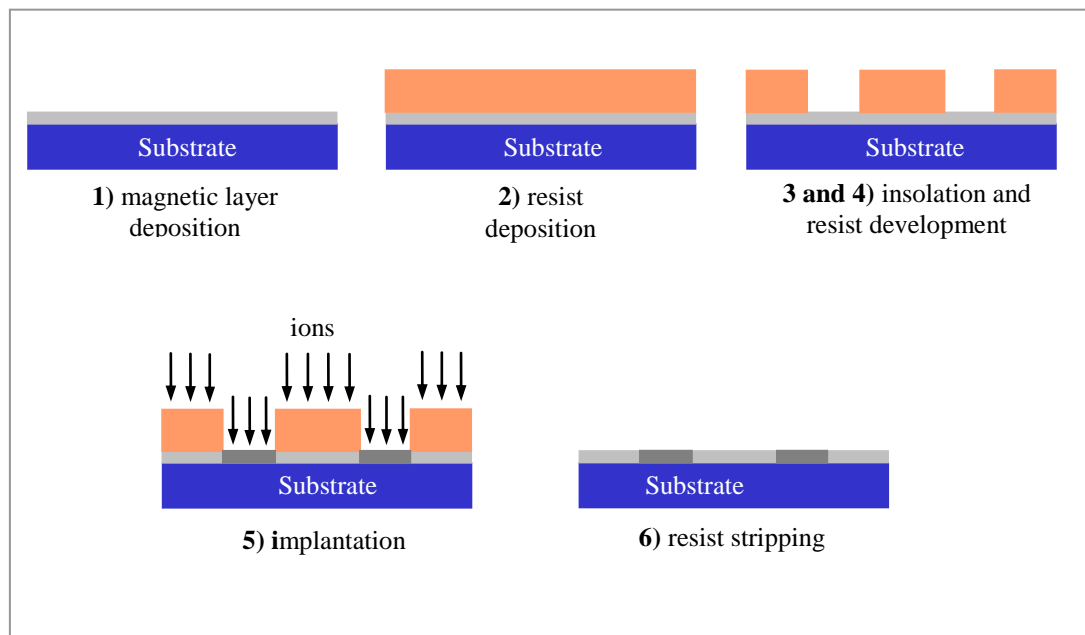 Substrate
1) magnetic layer
deposition
Substrate
2) resist
deposition
Substrate
3 and 4) insolation and
resist development
ions
Substrate
5) implantation
Substrate
6) resist stripping